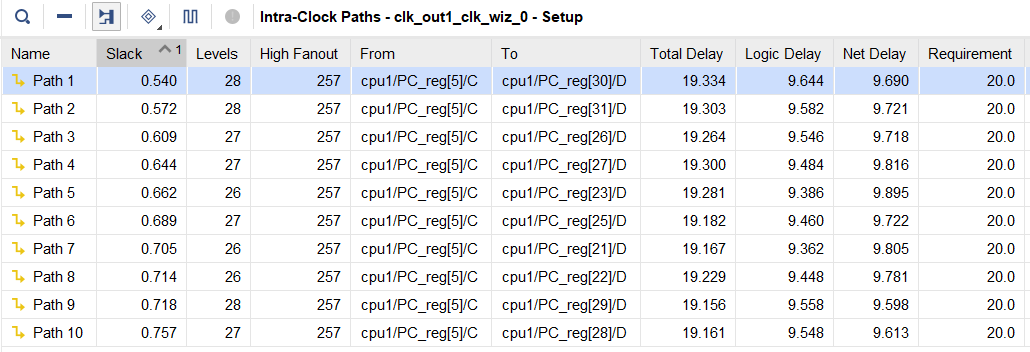 Intra-Clock Paths - clk_out1_clk_wiz_0 - Setup
Name Slack 1 Levels High Fanout From To Total Delay Logic Delay Net Delay Requirement
Path 1 0.540 28 257 cpu1/PC_reg[5]/C cpu1/PC_reg[30]/D 19.334 9.644 9.690 20.0
Path 2 0.572 28 257 cpu1/PC_reg[5]/C cpu1/PC_reg[31]/D 19.303 9.582 9.721 20.0
Path 3 0.609 27 257 cpu1/PC_reg[5]/C cpu1/PC_reg[26]/D 19.264 9.546 9.718 20.0
Path 4 0.644 27 257 cpu1/PC_reg[5]/C cpu1/PC_reg[27]/D 19.300 9.484 9.816 20.0
Path 5 0.662 26 257 cpu1/PC_reg[5]/C cpu1/PC_reg[23]/D 19.281 9.386 9.895 20.0
Path 6 0.689 27 257 cpu1/PC_reg[5]/C cpu1/PC_reg[25]/D 19.182 9.460 9.722 20.0
Path 7 0.705 26 257 cpu1/PC_reg[5]/C cpu1/PC_reg[21]/D 19.167 9.362 9.805 20.0
Path 8 0.714 26 257 cpu1/PC_reg[5]/C cpu1/PC_reg[22]/D 19.229 9.448 9.781 20.0
Path 9 0.718 28 257 cpu1/PC_reg[5]/C cpu1/PC_reg[29]/D 19.156 9.558 9.598 20.0
Path 10 0.757 27 257 cpu1/PC_reg[5]/C cpu1/PC_reg[28]/D 19.161 9.548 9.613 20.0